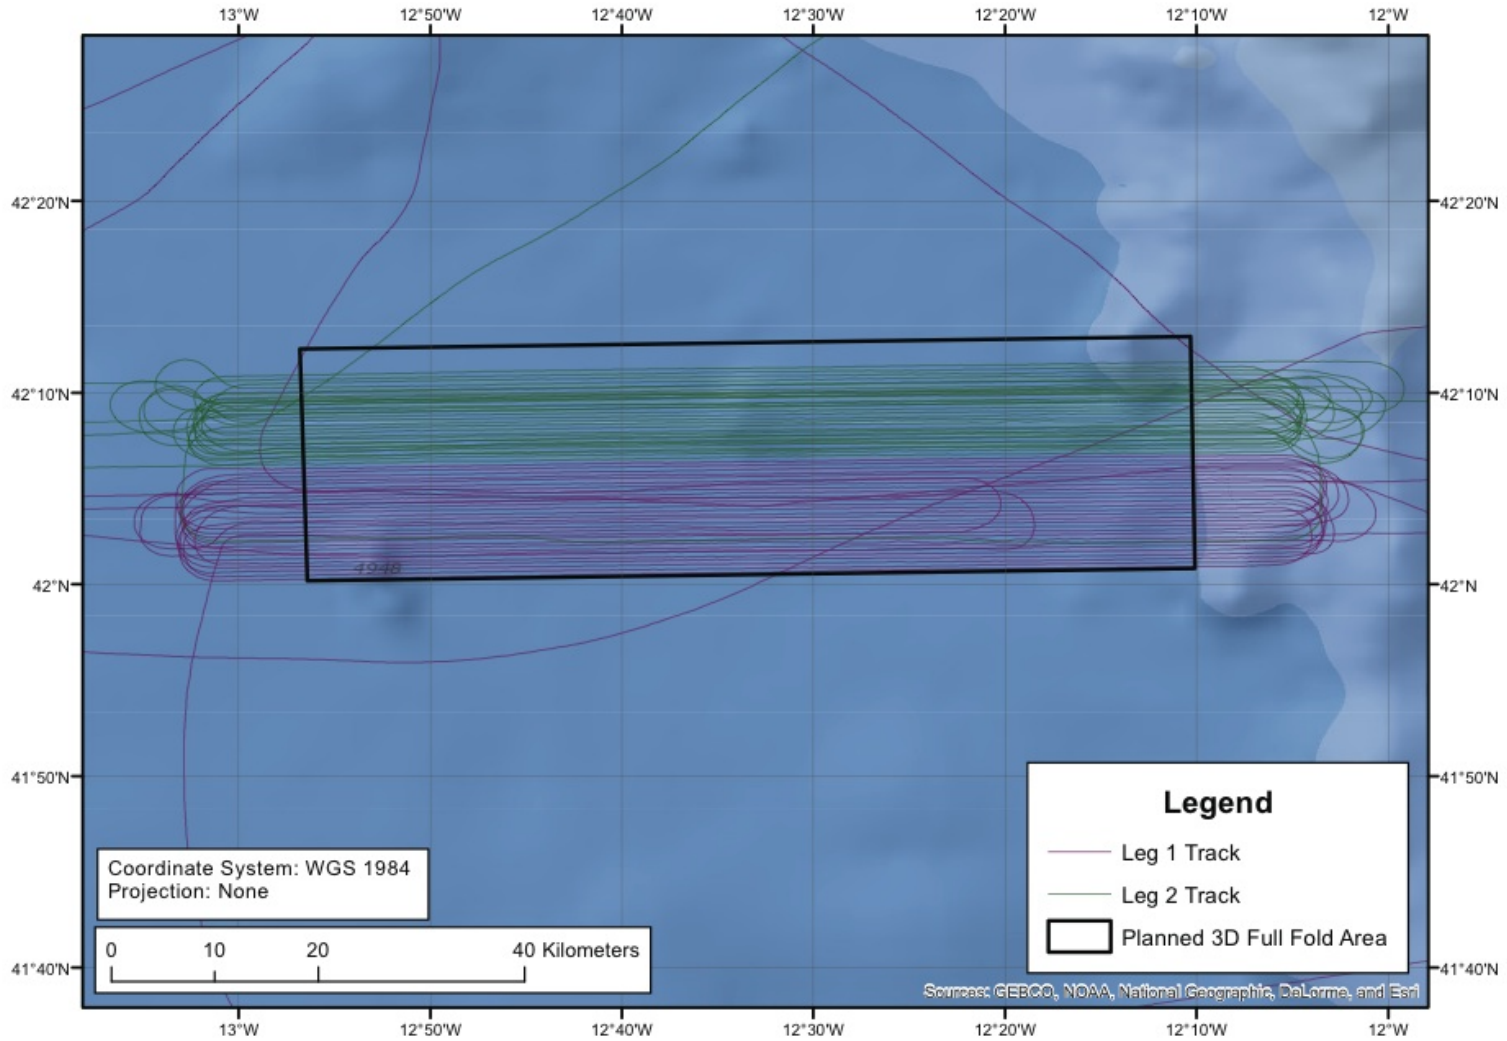 13°W 12°50'W 12°40'W 12°30'W 12°20'W 12°10'W 12°W
42°20'N 42°20'N
42°10'N 42°10'N
4948
42°N 42°N
41°50'N 41°50'N
Legend
Leg 1 Track
Leg 2 Track
Planned 3D Full Fold Area
Coordinate System: WGS 1984
Projection: None
0 10 20 40 Kilometers
41°40'N 41°40'N
Sources: GEBCO, NOAA, National Geographic, DeLorme, and Esri
13°W 12°50'W 12°40'W 12°30'W 12°20'W 12°10'W 12°W